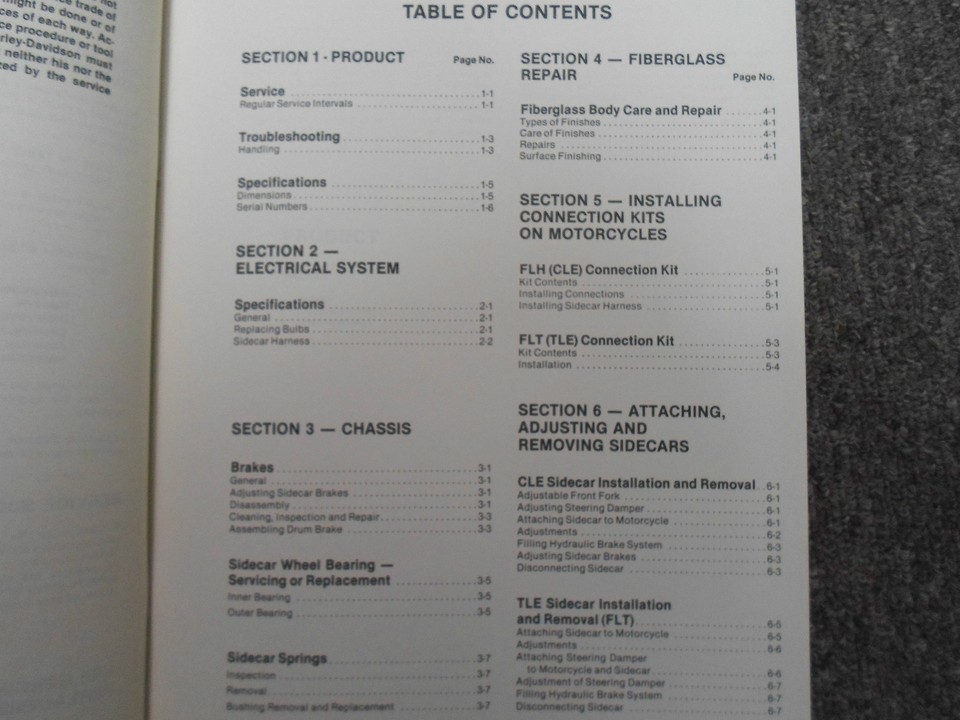 not
ice trade of
might be done or of
ces of each way. Ac-
ce procedure or tool
rley-Davidson must
neither his nor the
ed by the service
TABLE OF CONTENTS
SECTION 1 - PRODUCT Page No.
Service ........ 1-1
Regular Service Intervals ........ 1-1
Troubleshooting ........ 1-3
Handling ........ 1-3
Specifications ........ 1-5
Dimensions ........ 1-5
Serial Numbers ........ 1-6
SECTION 2 —
ELECTRICAL SYSTEM
Specifications ........ 2-1
General ........ 2-1
Replacing Bulbs ........ 2-1
Sidecar Harness ........ 2-2
SECTION 3 — CHASSIS
Brakes ........ 3-1
General ........ 3-1
Adjusting Sidecar Brakes ........ 3-1
Disassembly ........ 3-1
Cleaning, Inspection and Repair ........ 3-3
Assembling Drum Brake ........ 3-3
Sidecar Wheel Bearing —
Servicing or Replacement ........ 3-5
Inner Bearing ........ 3-5
Outer Bearing ........ 3-5
Sidecar Springs ........ 3-7
Inspection ........ 3-7
Removal ........ 3-7
Bushing Removal and Replacement ........ 3-7
SECTION 4 — FIBERGLASS
REPAIR Page No.
Fiberglass Body Care and Repair ........ 4-1
Types of Finishes ........ 4-1
Care of Finishes ........ 4-1
Repairs ........ 4-1
Surface Finishing ........ 4-1
SECTION 5 — INSTALLING
CONNECTION KITS
ON MOTORCYCLES
FLH (CLE) Connection Kit ........ 5-1
Kit Contents ........ 5-1
Installing Connections ........ 5-1
Installing Sidecar Harness ........ 5-1
FLT (TLE) Connection Kit ........ 5-3
Kit Contents ........ 5-3
Installation ........ 5-4
SECTION 6 — ATTACHING,
ADJUSTING AND
REMOVING SIDECARS
CLE Sidecar Installation and Removal .. 6-1
Adjustable Front Fork ........ 6-1
Adjusting Steering Damper ........ 6-1
Attaching Sidecar to Motorcycle ........ 6-1
Adjustments ........ 6-2
Filling Hydraulic Brake System ........ 6-3
Adjusting Sidecar Brakes ........ 6-3
Disconnecting Sidecar ........ 6-3
TLE Sidecar Installation
and Removal (FLT) ........ 6-5
Attaching Sidecar to Motorcycle ........ 6-5
Adjustments ........ 6-6
Attaching Steering Damper
to Motorcycle and Sidecar ........ 6-6
Adjustment of Steering Damper ........ 6-7
Filling Hydraulic Brake System ........ 6-7
Disconnecting Sidecar ........ 6-7